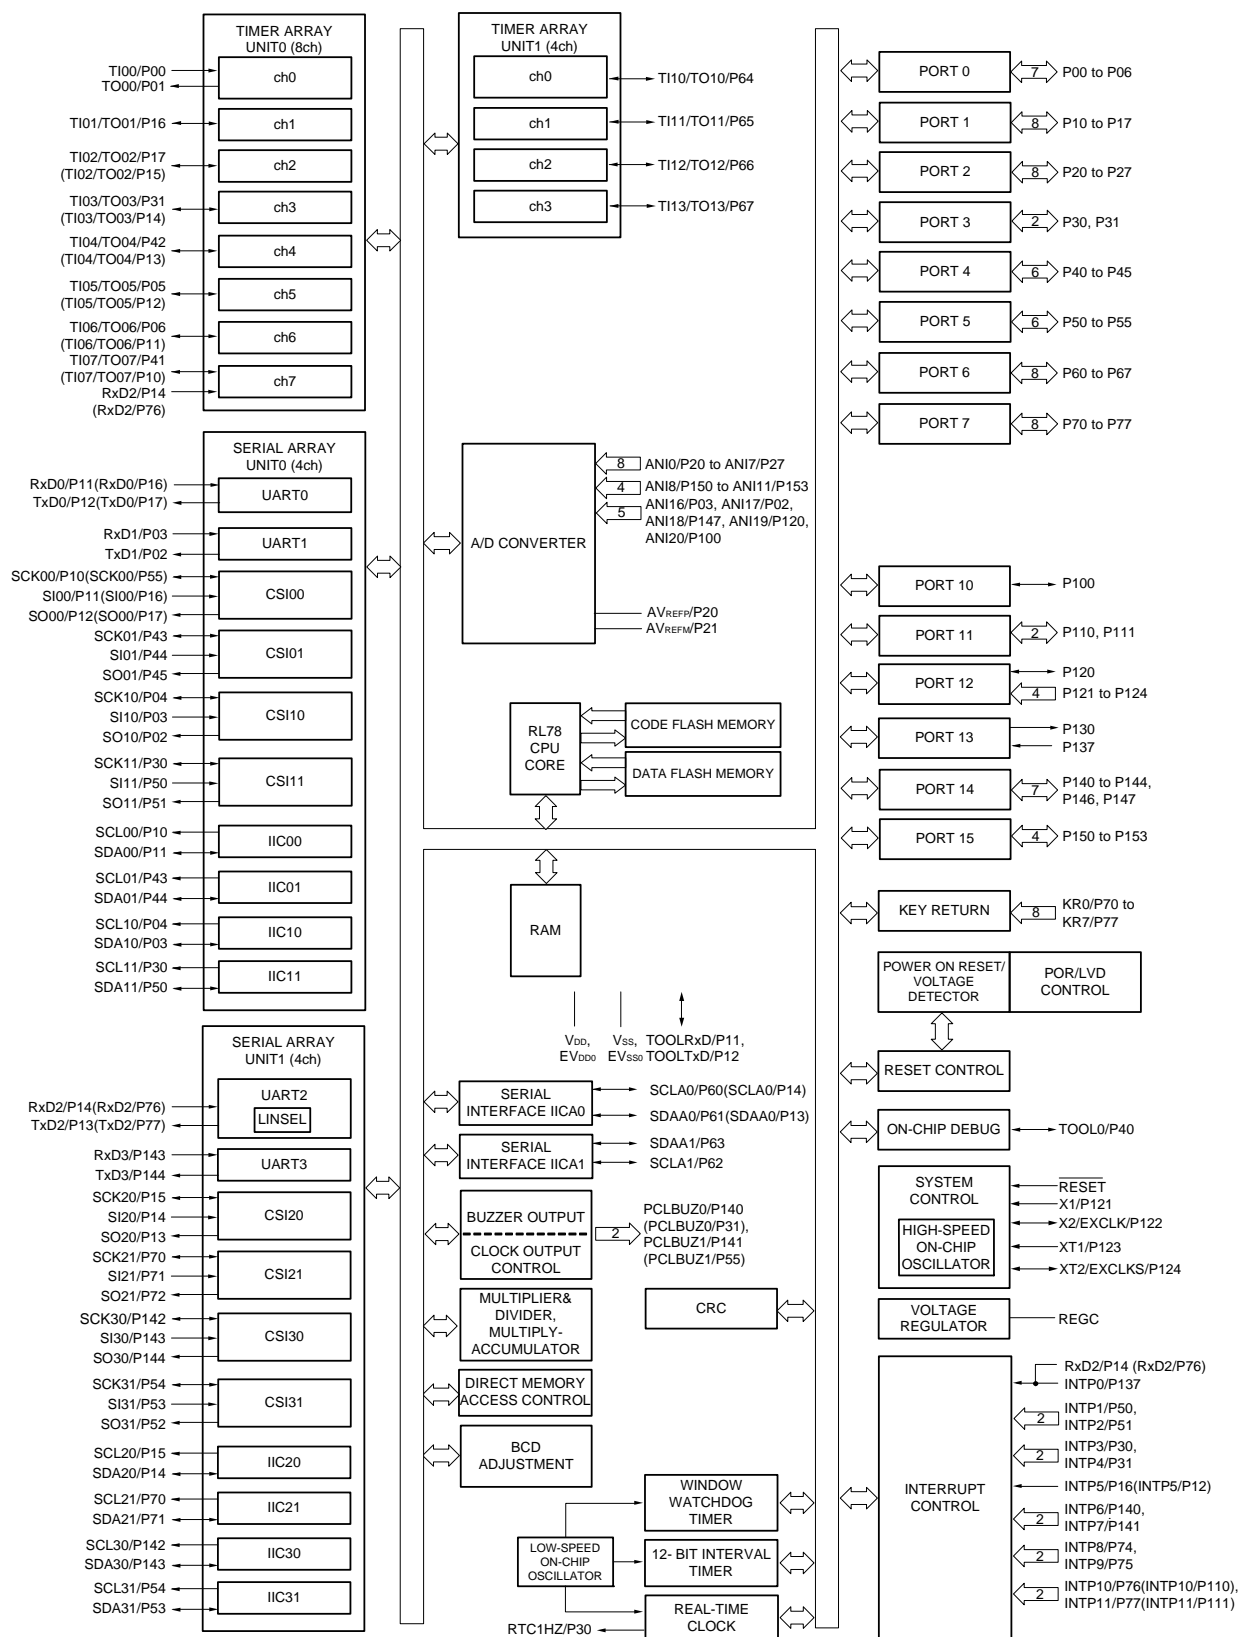 TIMER ARRAY
UNIT0 (8ch)
TI00/P00
TO00/P01
ch0
TI01/TO01/P16
ch1
TI02/TO02/P17
(TI02/TO02/P15)
ch2
TI03/TO03/P31
(TI03/TO03/P14)
ch3
TI04/TO04/P42
(TI04/TO04/P13)
ch4
TI05/TO05/P05
(TI05/TO05/P12)
ch5
TI06/TO06/P06
(TI06/TO06/P11)
ch6
TI07/TO07/P41
(TI07/TO07/P10)
RxD2/P14
(RxD2/P76)
ch7
SERIAL ARRAY
UNIT0 (4ch)
RxD0/P11(RxD0/P16)
TxD0/P12(TxD0/P17)
UART0
RxD1/P03
TxD1/P02
UART1
SCK00/P10(SCK00/P55)
SI00/P11(SI00/P16)
SO00/P12(SO00/P17)
CSI00
SCK01/P43
SI01/P44
SO01/P45
CSI01
SCK10/P04
SI10/P03
SO10/P02
CSI10
SCK11/P30
SI11/P50
SO11/P51
CSI11
SCL00/P10
SDA00/P11
IIC00
SCL01/P43
SDA01/P44
IIC01
SCL10/P04
SDA10/P03
IIC10
SCL11/P30
SDA11/P50
IIC11
SERIAL ARRAY
UNIT1 (4ch)
RxD2/P14(RxD2/P76)
TxD2/P13(TxD2/P77)
UART2
LINSEL
RxD3/P143
TxD3/P144
UART3
SCK20/P15
SI20/P14
SO20/P13
CSI20
SCK21/P70
SI21/P71
SO21/P72
CSI21
SCK30/P142
SI30/P143
SO30/P144
CSI30
SCK31/P54
SI31/P53
SO31/P52
CSI31
SCL20/P15
SDA20/P14
IIC20
SCL21/P70
SDA21/P71
IIC21
SCL30/P142
SDA30/P143
IIC30
SCL31/P54
SDA31/P53
IIC31
TIMER ARRAY
UNIT1 (4ch)
ch0
TI10/TO10/P64
ch1
TI11/TO11/P65
ch2
TI12/TO12/P66
ch3
TI13/TO13/P67
A/D CONVERTER
8 ANI0/P20 to ANI7/P27
4 ANI8/P150 to ANI11/P153
5 ANI16/P03, ANI17/P02,
ANI18/P147, ANI19/P120,
ANI20/P100
AVREFP/P20
AVREFM/P21
RL78
CPU
CORE
CODE FLASH MEMORY
DATA FLASH MEMORY
RAM
VDD,
EVDD0
VSS,
EVSS0
TOOLRxD/P11,
TOOLTxD/P12
SERIAL
INTERFACE IICA0
SCLA0/P60(SCLA0/P14)
SDAA0/P61(SDAA0/P13)
SERIAL
INTERFACE IICA1
SDAA1/P63
SCLA1/P62
BUZZER OUTPUT
CLOCK OUTPUT
CONTROL
2
PCLBUZ0/P140
(PCLBUZ0/P31),
PCLBUZ1/P141
(PCLBUZ1/P55)
MULTIPLIER&
DIVIDER,
MULTIPLY-
ACCUMULATOR
CRC
DIRECT MEMORY
ACCESS CONTROL
BCD
ADJUSTMENT
WINDOW
WATCHDOG
TIMER
LOW-SPEED
ON-CHIP
OSCILLATOR
12- BIT INTERVAL
TIMER
REAL-TIME
CLOCK
RTC1HZ/P30
PORT 0
7 P00 to P06
PORT 1
8 P10 to P17
PORT 2
8 P20 to P27
PORT 3
2 P30, P31
PORT 4
6 P40 to P45
PORT 5
6 P50 to P55
PORT 6
8 P60 to P67
PORT 7
8 P70 to P77
PORT 10
P100
PORT 11
2 P110, P111
PORT 12
P120
4 P121 to P124
PORT 13
P130
P137
PORT 14
7 P140 to P144,
P146, P147
PORT 15
4 P150 to P153
KEY RETURN
8 KR0/P70 to
KR7/P77
POWER ON RESET/
VOLTAGE
DETECTOR
POR/LVD
CONTROL
RESET CONTROL
ON-CHIP DEBUG
TOOL0/P40
SYSTEM
CONTROL
HIGH-SPEED
ON-CHIP
OSCILLATOR
RESET
X1/P121
X2/EXCLK/P122
XT1/P123
XT2/EXCLKS/P124
VOLTAGE
REGULATOR
REGC
INTERRUPT
CONTROL
RxD2/P14 (RxD2/P76)
INTP0/P137
2 INTP1/P50,
INTP2/P51
2 INTP3/P30,
INTP4/P31
INTP5/P16(INTP5/P12)
2 INTP6/P140,
INTP7/P141
2 INTP8/P74,
INTP9/P75
2 INTP10/P76(INTP10/P110),
INTP11/P77(INTP11/P111)